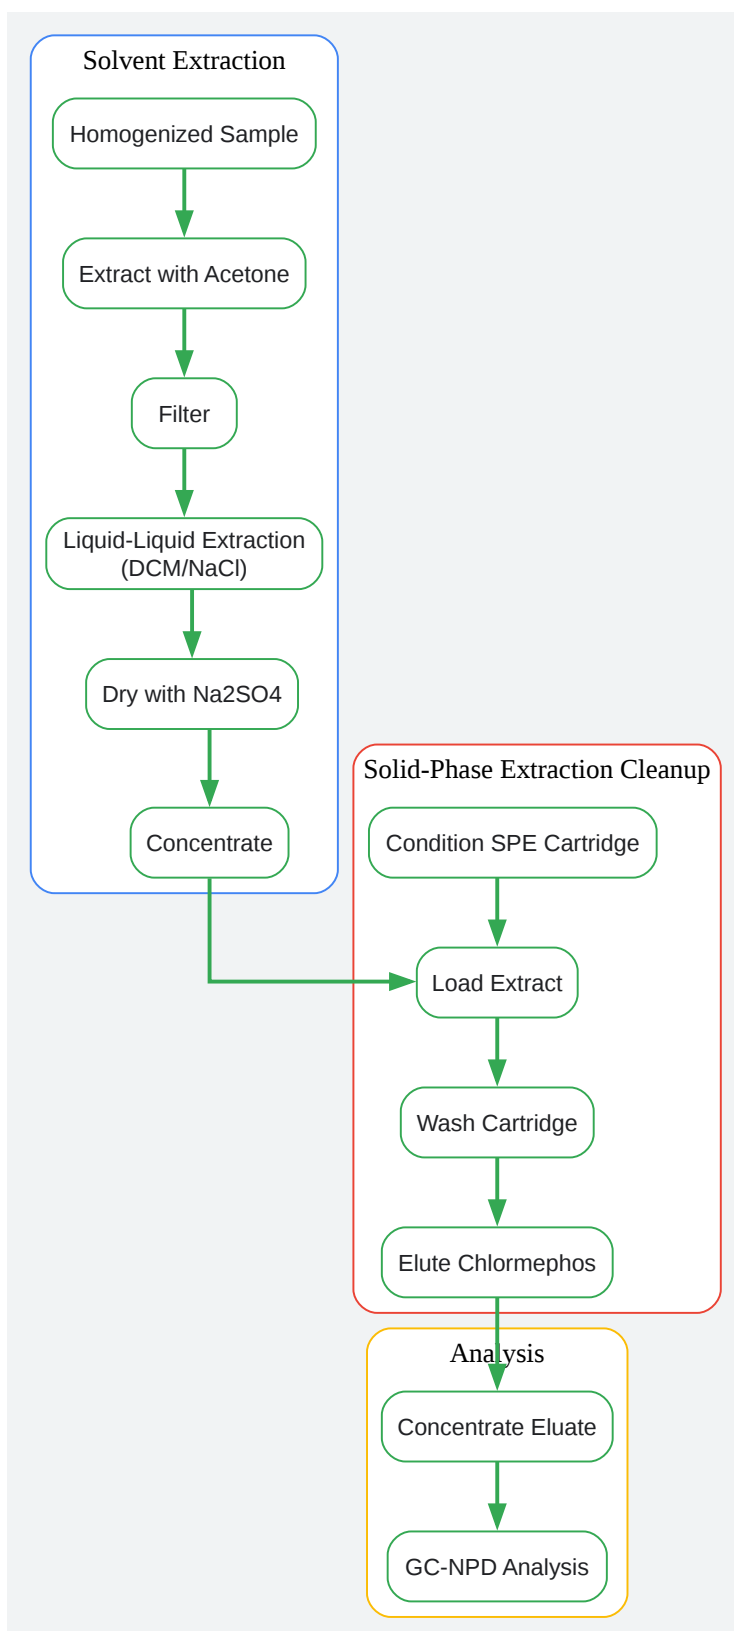 Solvent Extraction
Homogenized Sample
Extract with Acetone
Filter
Liquid-Liquid Extraction
(DCM/NaCl)
Dry with Na2SO4
Concentrate
Solid-Phase Extraction Cleanup
Condition SPE Cartridge
Load Extract
Wash Cartridge
Elute Chlormephos
Analysis
Concentrate Eluate
GC-NPD Analysis